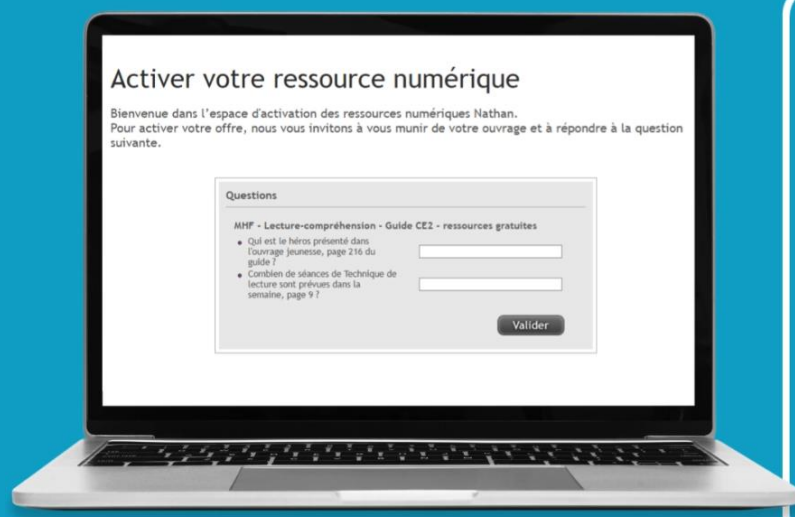 Activer votre ressource numérique
Bienvenue dans l'espace d'activation des ressources numériques Nathan.
Pour activer votre offre, nous vous invitons à vous munir de votre ouvrage et à répondre à la question
suivante.
Questions
MHF - Lecture-compréhension - Guide CE2 - ressources gratuites
• Qui est le héros présenté dans
l'ouvrage jeunesse, page 216 du
guide ?
• Combien de séances de Technique de
lecture sont prévues dans la
semaine, page 9 ?
Valider